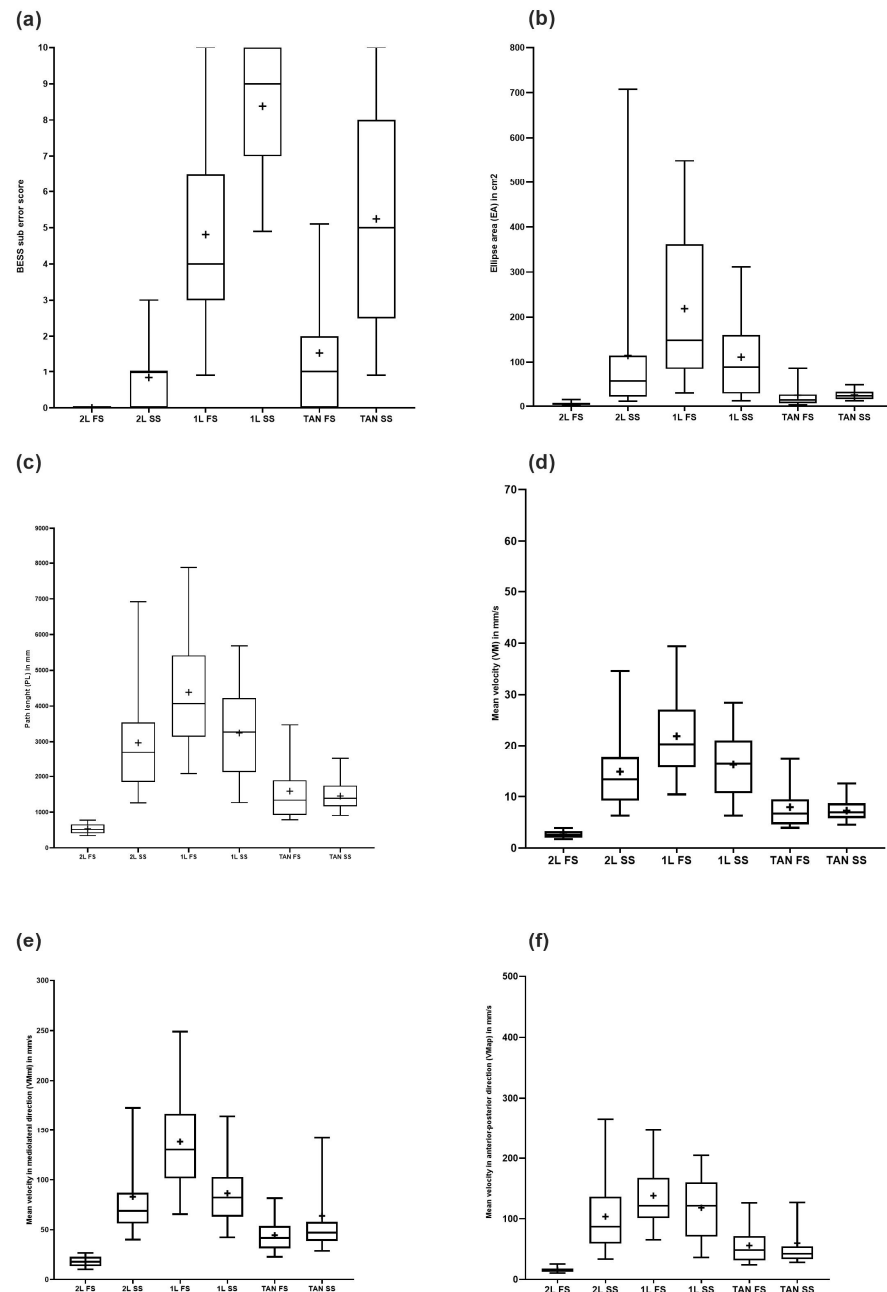 (a)
BESS sub error score
10
9
8
7
6
5
4
3
2
1
0
2L FS 2L SS 1L FS 1L SS TAN FS TAN SS
(b)
Ellipse area (EA) in cm2
800
700
600
500
400
300
200
100
0
2L FS 2L SS 1L FS 1L SS TAN FS TAN SS
(c)
Path lenght (PL) in mm
9000
8000
7000
6000
5000
4000
3000
2000
1000
0
2L FS 2L SS 1L FS 1L SS TAN FS TAN SS
(d)
Mean velocity (VM) in mm/s
70
60
50
40
30
20
10
0
2L FS 2L SS 1L FS 1L SS TAN FS TAN SS
(e)
Mean velocity in mediolateral direction (VMml) in mm/s
300
250
200
150
100
50
0
2L FS 2L SS 1L FS 1L SS TAN FS TAN SS
(f)
Mean velocity in anterior-posterior direction (VMap) in mm/s
500
400
300
200
100
0
2L FS 2L SS 1L FS 1L SS TAN FS TAN SS